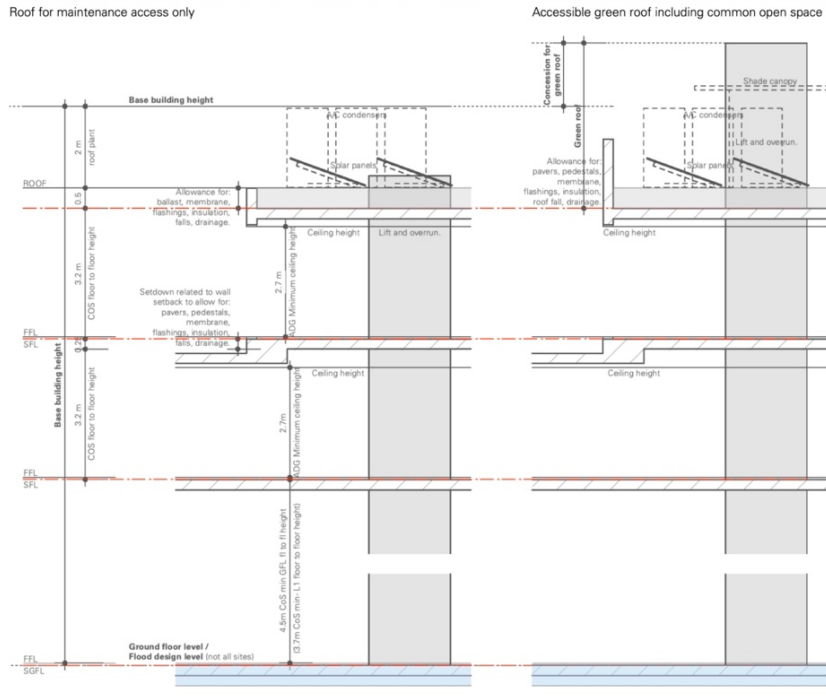 Roof for maintenance access only
Accessible green roof including common open space
Concession for
green roof
Green roof
Base building height
A/C condensers
Solar panels
2 m
roof plant
ROOF
0.5
Allowance for:
ballast, membrane,
flashings, insulation,
falls, drainage.
Ceiling height
Lift and overrun.
3.2 m
COS floor to floor height
2.7 m
ADG Minimum ceiling height
Setdown related to wall
setback to allow for:
pavers, pedestals,
membrane,
flashings, insulation,
falls, drainage.
FFL
SFL
0.25
Ceiling height
Base building height
3.2 m
COS floor to floor height
2.7m
ADG Minimum ceiling height
FFL
SFL
4.5m CoS min GFL fl to fl height
(3.7m CoS min- L1 floor to floor height)
Ground floor level /
Flood design level (not all sites)
FFL
SGFL
Shade canopy
A/C condensers
Lift and overrun.
Solar panels
Allowance for:
pavers, pedestals,
membrane,
flashings, insulation,
roof fall, drainage.
Ceiling height
Ceiling height